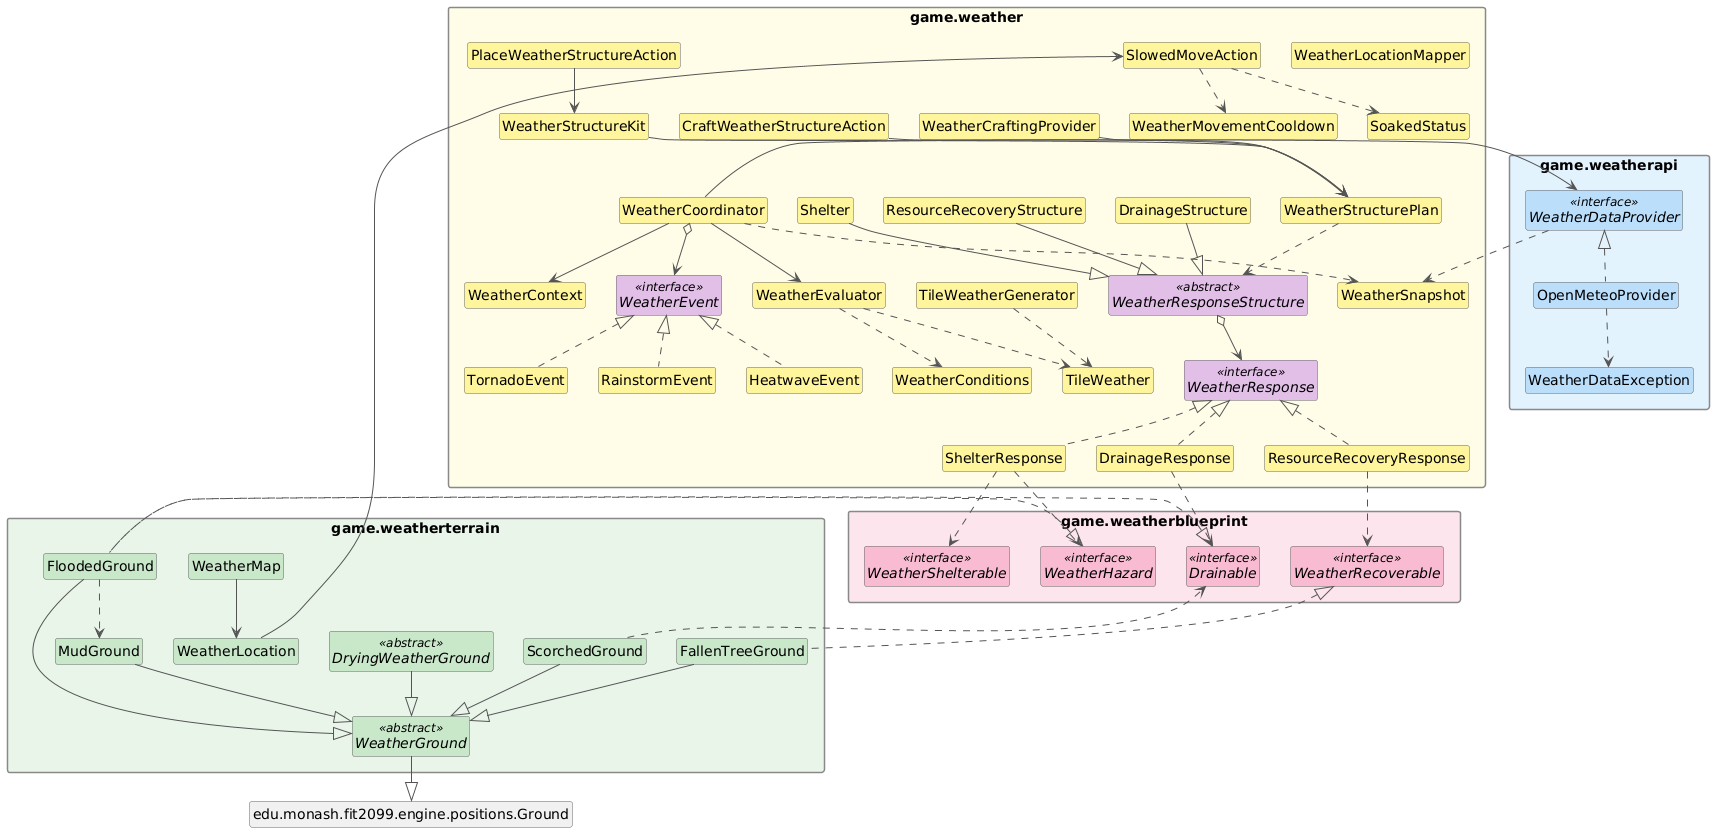 game.weather
PlaceWeatherStructureAction
SlowedMoveAction
WeatherLocationMapper
WeatherStructureKit
CraftWeatherStructureAction
WeatherCraftingProvider
WeatherMovementCooldown
SoakedStatus
game.weatherapi
«interface»
WeatherDataProvider
WeatherCoordinator
Shelter
ResourceRecoveryStructure
DrainageStructure
WeatherStructurePlan
WeatherContext
«interface»
WeatherEvent
WeatherEvaluator
TileWeatherGenerator
«abstract»
WeatherResponseStructure
WeatherSnapshot
OpenMeteoProvider
TornadoEvent
RainstormEvent
HeatwaveEvent
WeatherConditions
TileWeather
«interface»
WeatherResponse
WeatherDataException
ShelterResponse
DrainageResponse
ResourceRecoveryResponse
game.weatherterrain
game.weatherblueprint
FloodedGround
WeatherMap
«interface»
WeatherShelterable
«interface»
WeatherHazard
«interface»
Drainable
«interface»
WeatherRecoverable
MudGround
WeatherLocation
«abstract»
DryingWeatherGround
ScorchedGround
FallenTreeGround
«abstract»
WeatherGround
edu.monash.fit2099.engine.positions.Ground